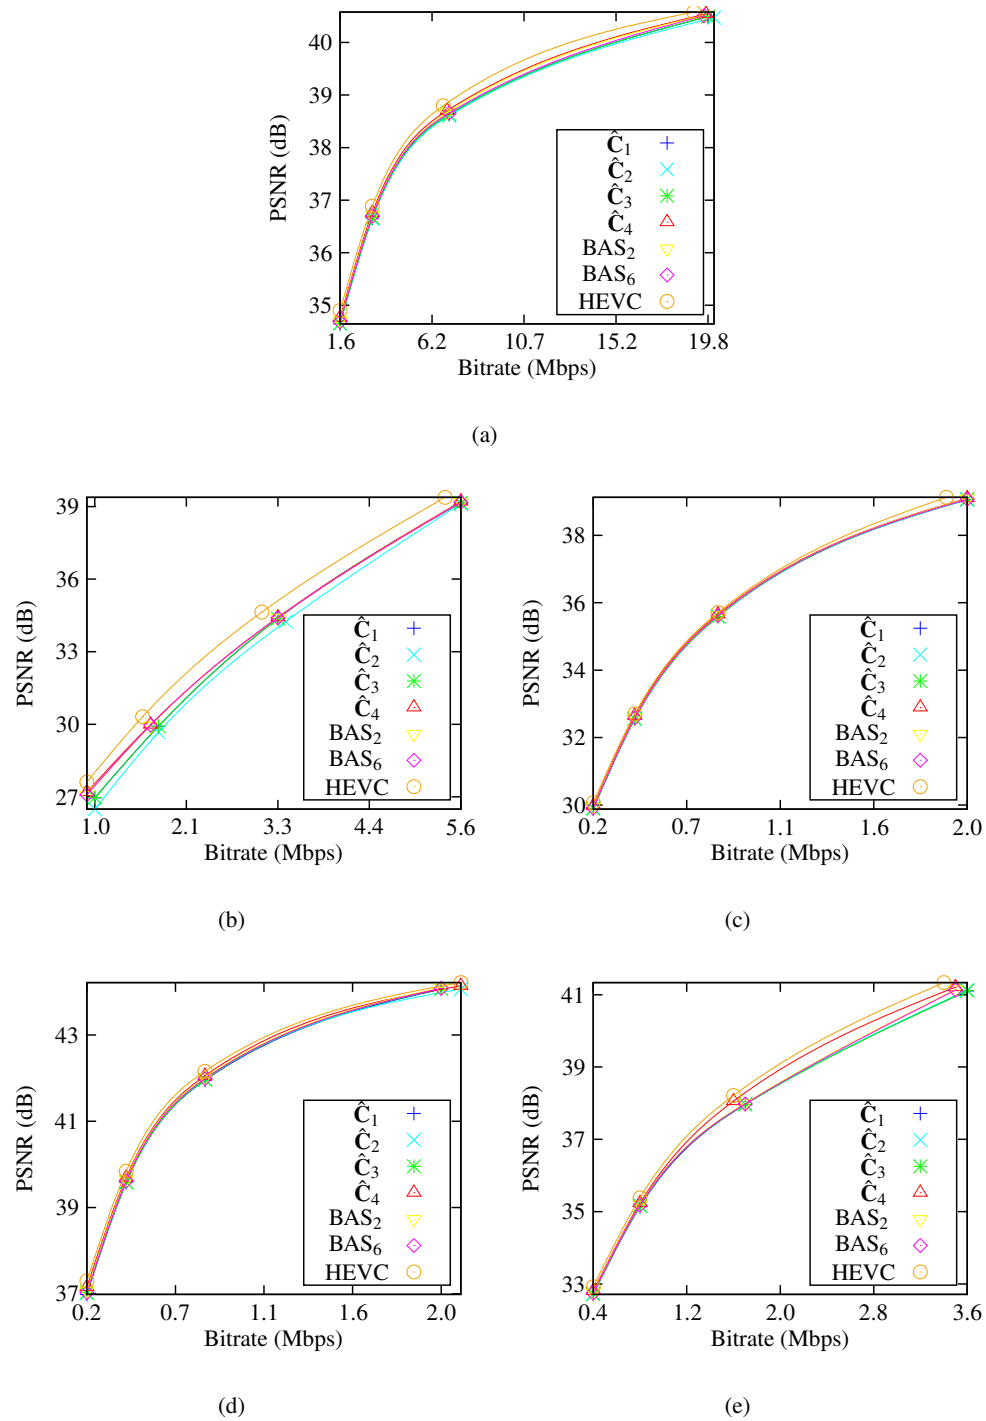 40
39
38
37
36
35
PSNR (dB)
Ĉ1
Ĉ2
Ĉ3
Ĉ4
BAS2
BAS6
HEVC
1.6 6.2 10.7 15.2 19.8
Bitrate (Mbps)
(a)
39
36
33
30
27
PSNR (dB)
Ĉ1
Ĉ2
Ĉ3
Ĉ4
BAS2
BAS6
HEVC
1.0 2.1 3.3 4.4 5.6
Bitrate (Mbps)
(b)
38
36
34
32
30
PSNR (dB)
Ĉ1
Ĉ2
Ĉ3
Ĉ4
BAS2
BAS6
HEVC
0.2 0.7 1.1 1.6 2.0
Bitrate (Mbps)
(c)
43
41
39
37
PSNR (dB)
Ĉ1
Ĉ2
Ĉ3
Ĉ4
BAS2
BAS6
HEVC
0.2 0.7 1.1 1.6 2.0
Bitrate (Mbps)
(d)
41
39
37
35
33
PSNR (dB)
Ĉ1
Ĉ2
Ĉ3
Ĉ4
BAS2
BAS6
HEVC
0.4 1.2 2.0 2.8 3.6
Bitrate (Mbps)
(e)